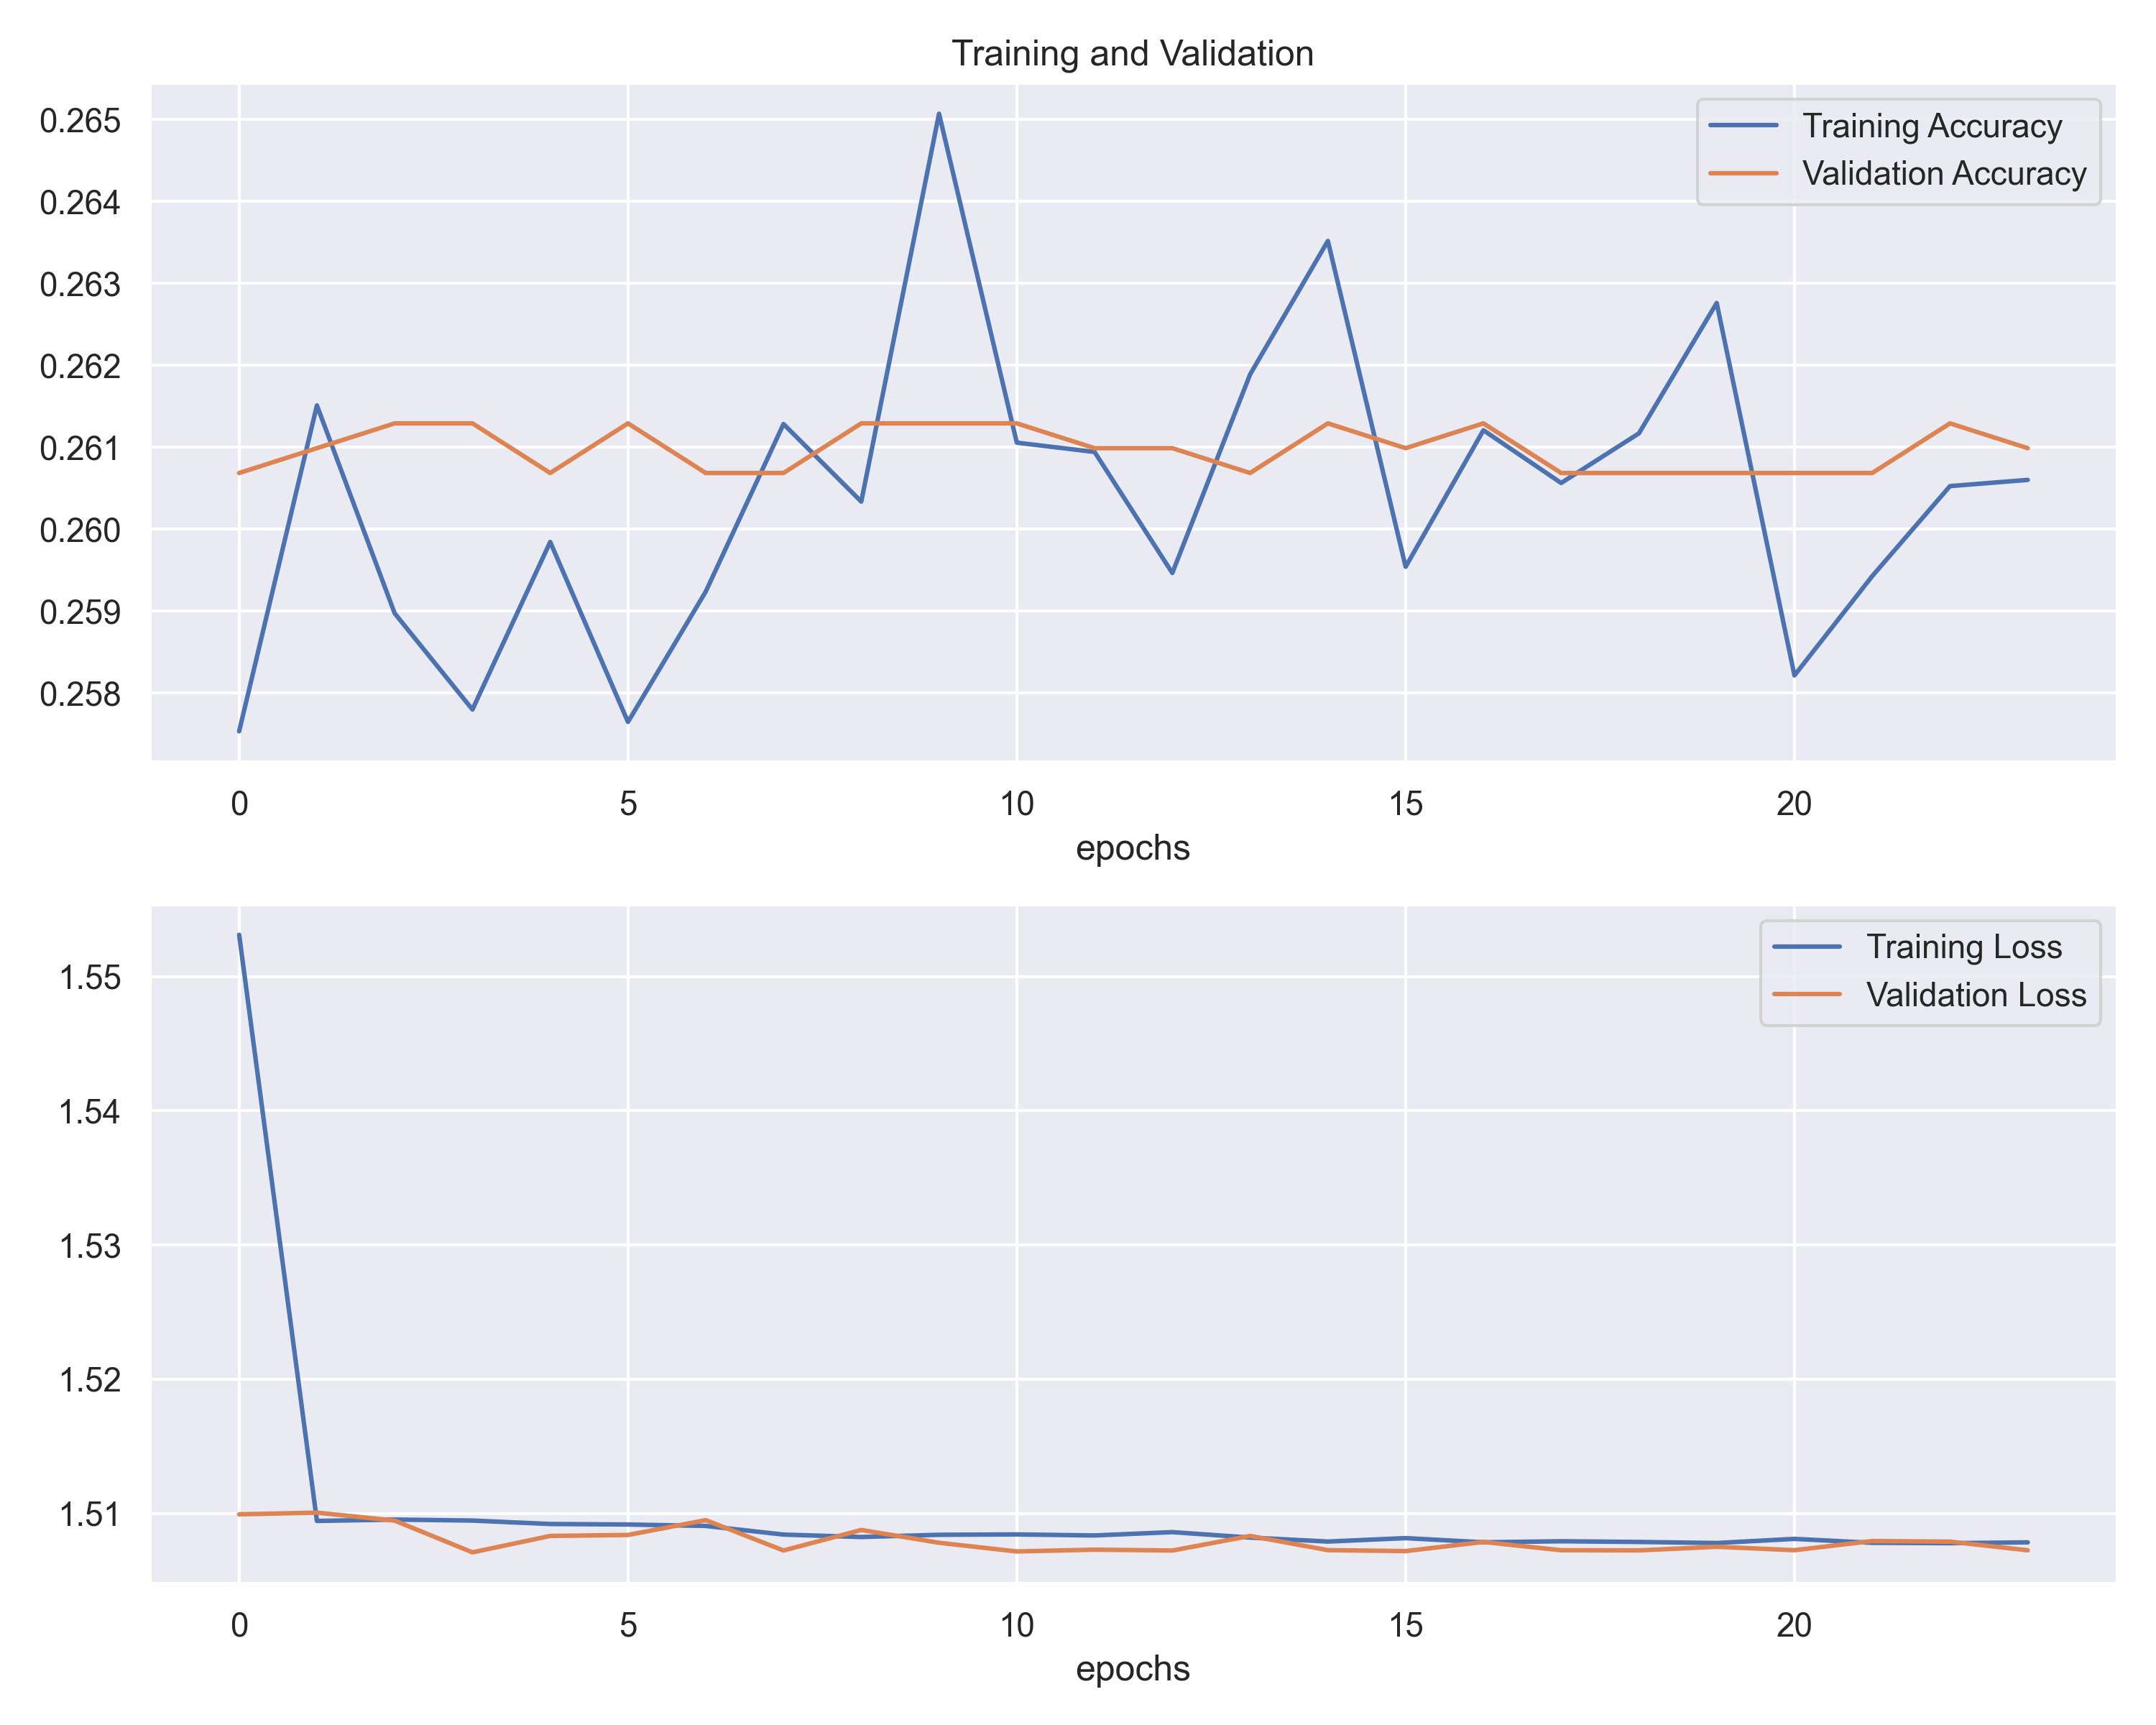 Training and Validation
0.265
0.264
0.263
0.262
0.261
0.260
0.259
0.258
Training Accuracy
Validation Accuracy
0 5 10 15 20
epochs
1.55
1.54
1.53
1.52
1.51
Training Loss
Validation Loss
0 5 10 15 20
epochs